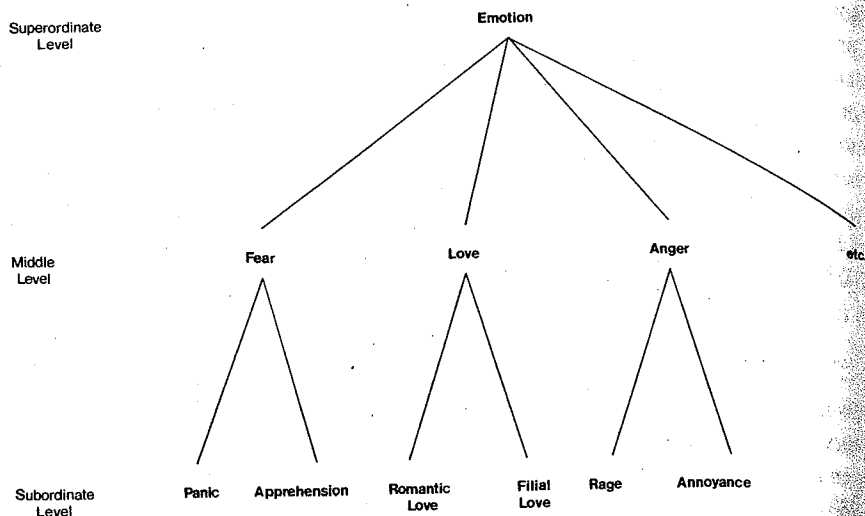 Emotion
Superordinate
Level
Middle
Level
Fear
Love
Anger
etc.
Subordinate
Level
Panic
Apprehension
Romantic
Love
Filial
Love
Rage
Annoyance